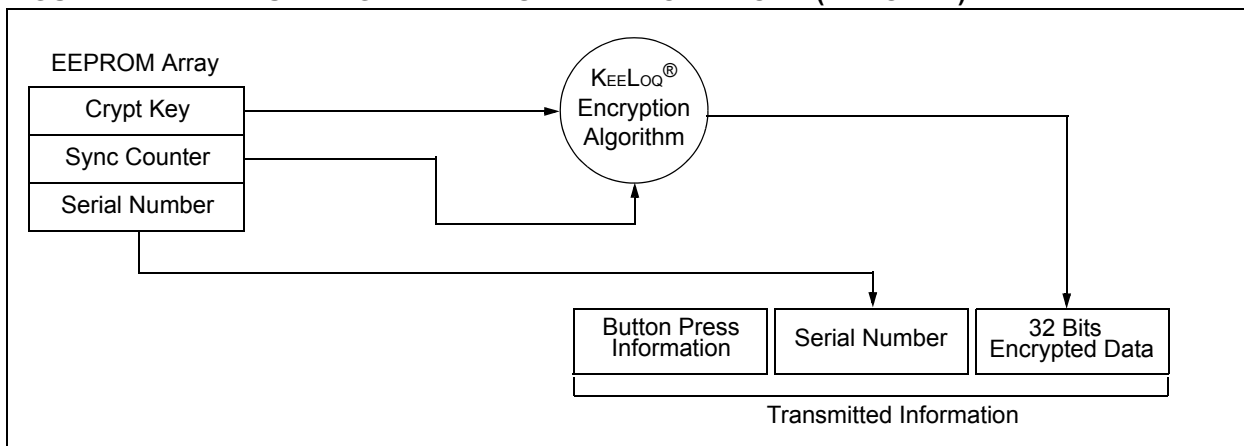 EEPROM Array
Crypt Key
Sync Counter
Serial Number
KEELOQ®
Encryption
Algorithm
Button Press
Information
Serial Number
32 Bits
Encrypted Data
Transmitted Information